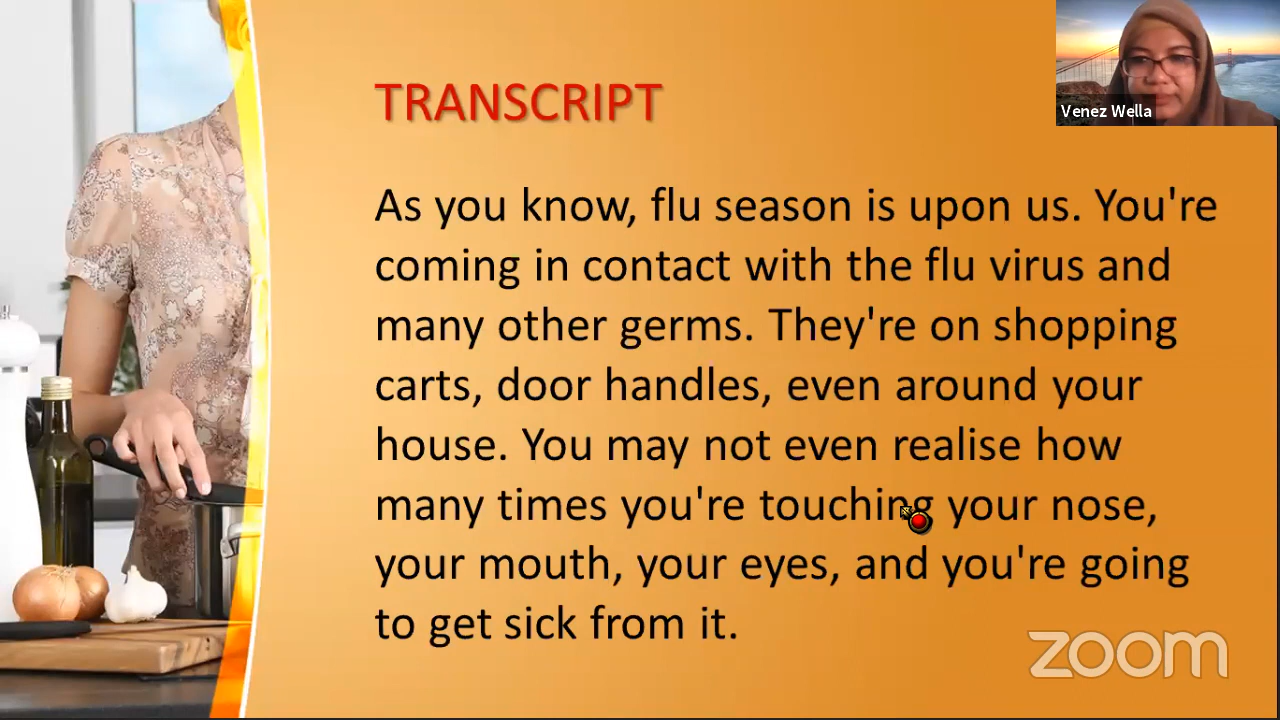 TRANSCRIPT
Venez Wella
As you know, flu season is upon us. You're
coming in contact with the flu virus and
many other germs. They're on shopping
carts, door handles, even around your
house. You may not even realise how
many times you're touching your nose,
your mouth, your eyes, and you're going
to get sick from it.
zoom